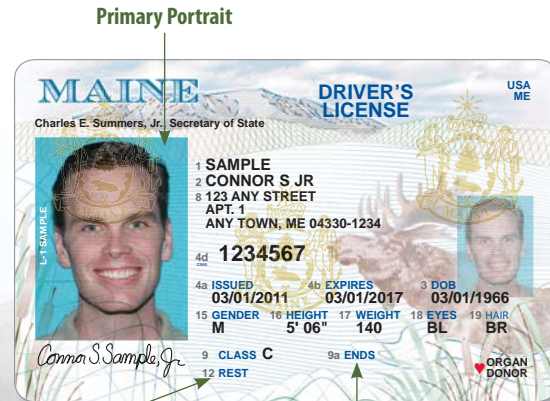 Primary Portrait
MAINE
DRIVER'S
LICENSE
USA
ME
Charles E. Summers, Jr., Secretary of State
L-1 SAMPLE
1 SAMPLE
2 CONNOR S JR
8 123 ANY STREET
APT. 1
ANY TOWN, ME 04330-1234
4d 1234567
4a ISSUED 4b EXPIRES 3 DOB
03/01/2011 03/01/2017 03/01/1966
15 GENDER 16 HEIGHT 17 WEIGHT 18 EYES 19 HAIR
M 5' 06" 140 BL BR
Connor S Sample, Jr
9 CLASS C 9a ENDS
12 REST
ORGAN
DONOR